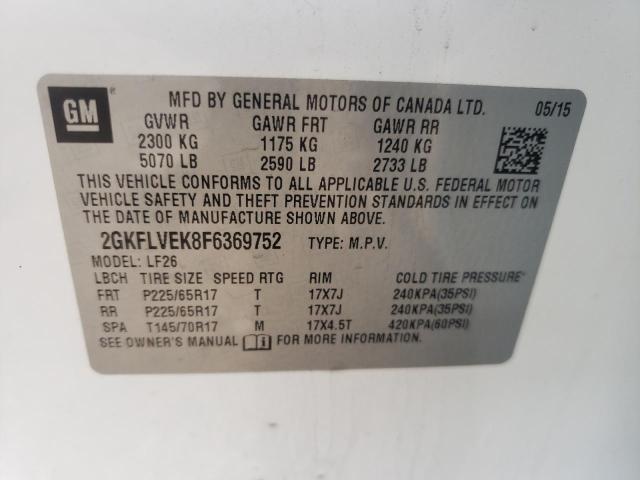 GM
MFD BY GENERAL MOTORS OF CANADA LTD. 05/15
GVWR GAWR FRT GAWR RR
2300 KG 1175 KG 1240 KG
5070 LB 2590 LB 2733 LB
THIS VEHICLE CONFORMS TO ALL APPLICABLE U.S. FEDERAL MOTOR
VEHICLE SAFETY AND THEFT PREVENTION STANDARDS IN EFFECT ON
THE DATE OF MANUFACTURE SHOWN ABOVE.
2GKFLVEK8F6369752 TYPE: M.P.V.
MODEL: LF26
LBCH TIRE SIZE SPEED RTG RIM COLD TIRE PRESSURE
FRT P225/65R17 T 17X7J 240KPA(35PSI)
RR P225/65R17 T 17X7J 240KPA(35PSI)
SPA T145/70R17 M 17X4.5T 420KPA(60PSI)
SEE OWNER'S MANUAL FOR MORE INFORMATION.